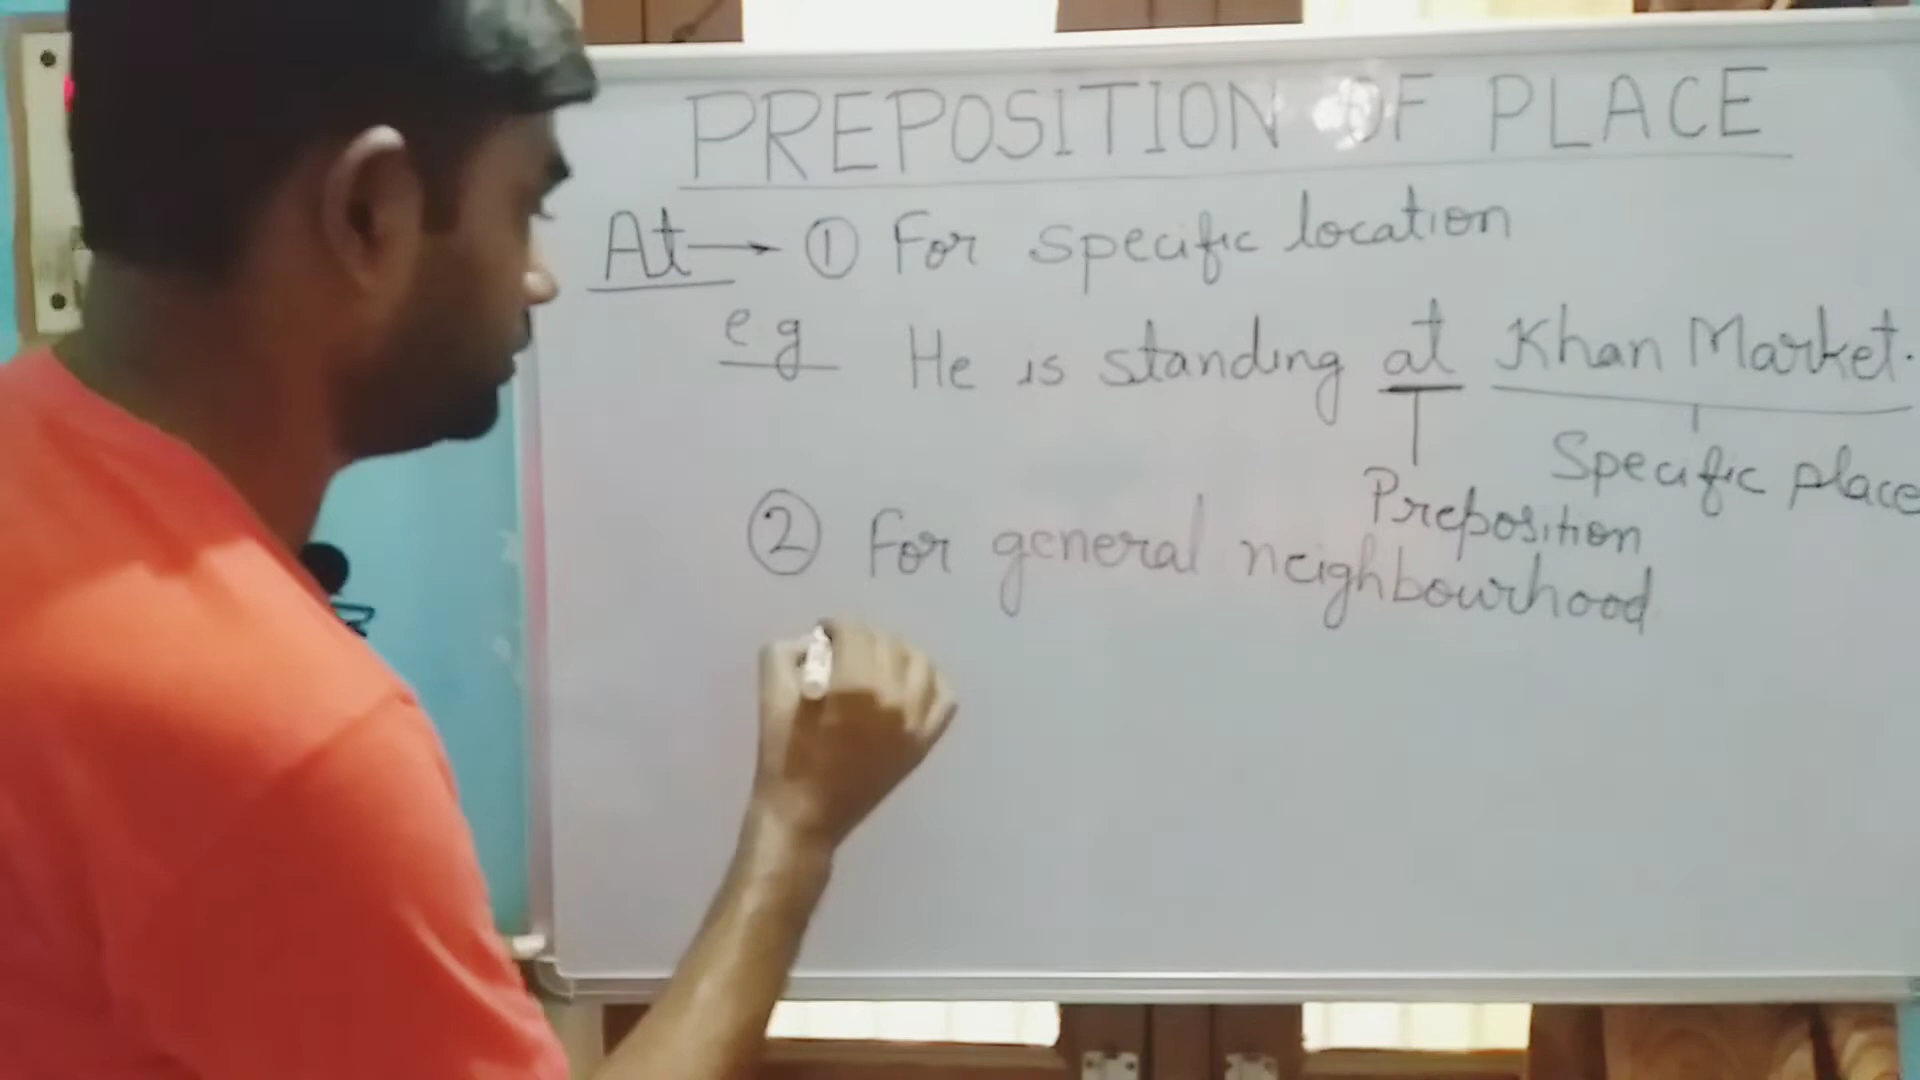 PREPOSITION OF PLACE
At → ① For specific location
eg He is standing at Khan Market.
Specific place
Preposition
② For general neighbourhood